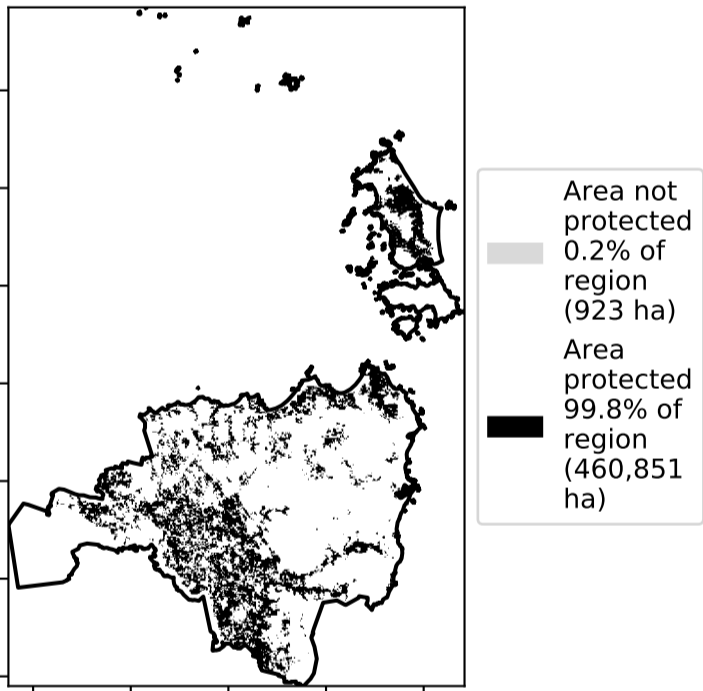 Area not
protected
0.2% of
region
(923 ha)
Area
protected
99.8% of
region
(460,851
ha)